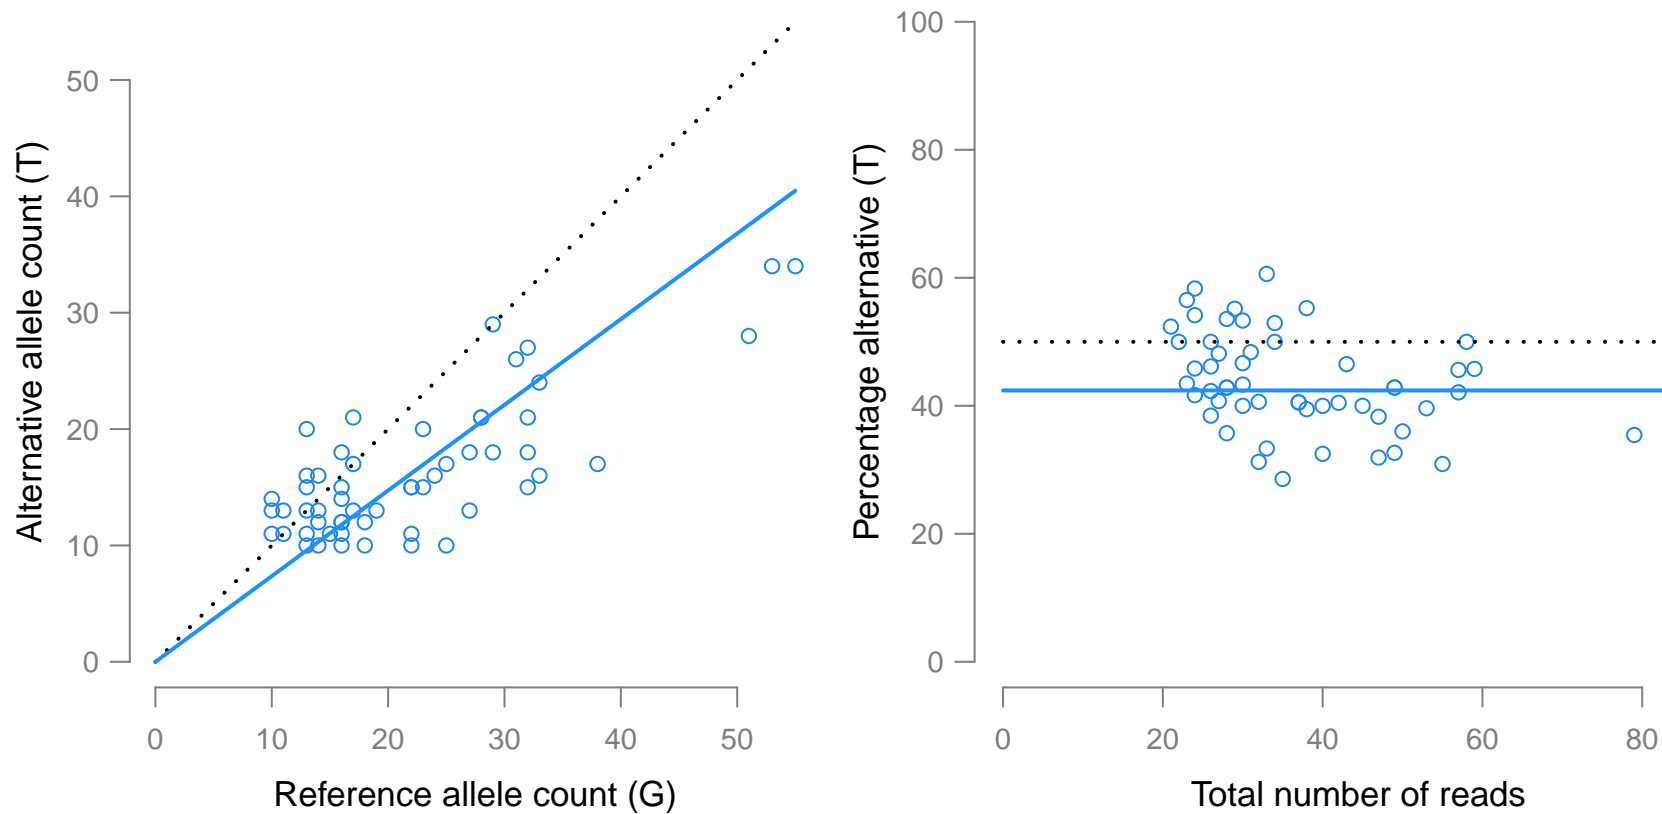 Alternative allele count (T)
50
40
30
20
10
0
0 10 20 30 40 50
Reference allele count (G)
Percentage alternative (T)
100
80
60
40
20
0
0 20 40 60 80
Total number of reads